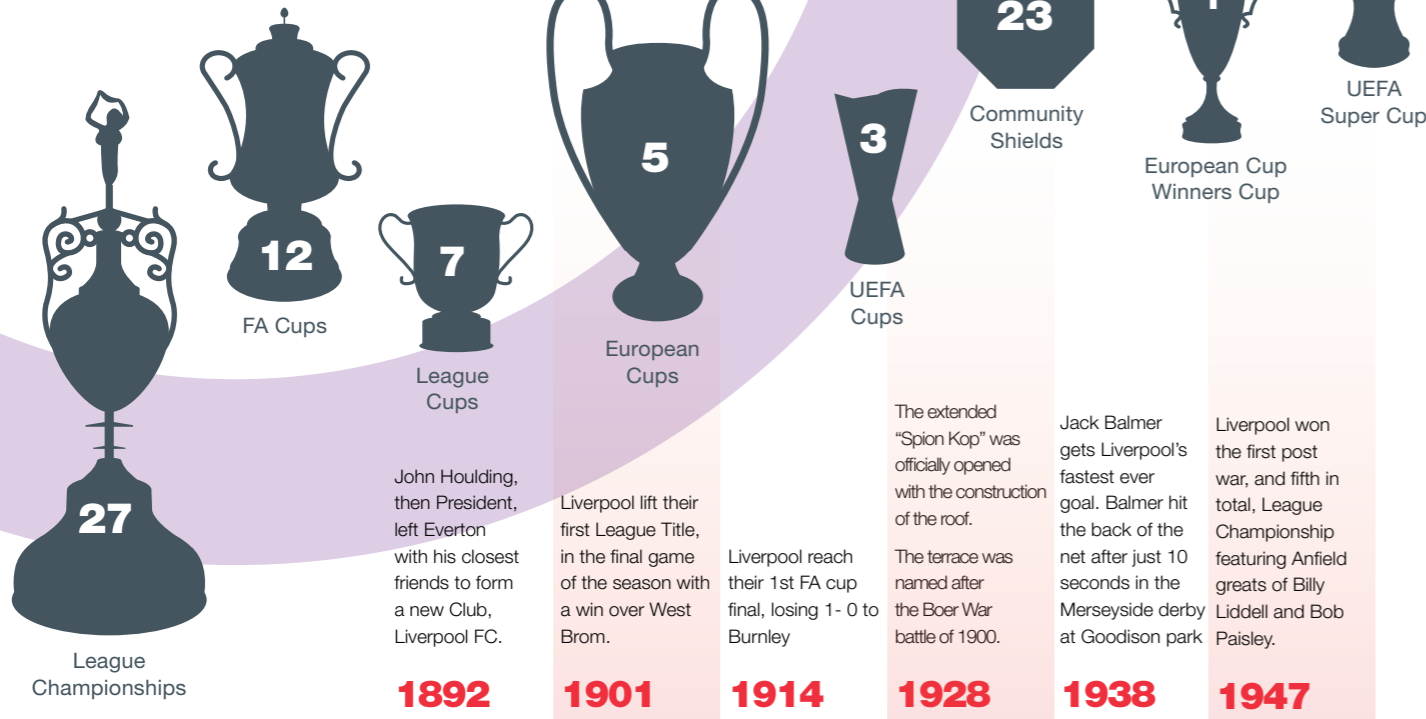 27
League
Championships
12
FA Cups
7
League
Cups
5
European
Cups
3
UEFA
Cups
23
Community
Shields
1
European Cup
Winners Cup
UEFA
Super Cup
John Houlding,
then President,
left Everton
with his closest
friends to form
a new Club,
Liverpool FC.
1892
Liverpool lift their
first League Title,
in the final game
of the season with
a win over West
Brom.
1901
Liverpool reach
their 1st FA cup
final, losing 1- 0 to
Burnley
1914
The extended
“Spion Kop” was
officially opened
with the construction
of the roof.
The terrace was
named after
the Boer War
battle of 1900.
1928
Jack Balmer
gets Liverpool’s
fastest ever
goal. Balmer hit
the back of the
net after just 10
seconds in the
Merseyside derby
at Goodison park
1938
Liverpool won
the first post
war, and fifth in
total, League
Championship
featuring Anfield
greats of Billy
Liddell and Bob
Paisley.
1947